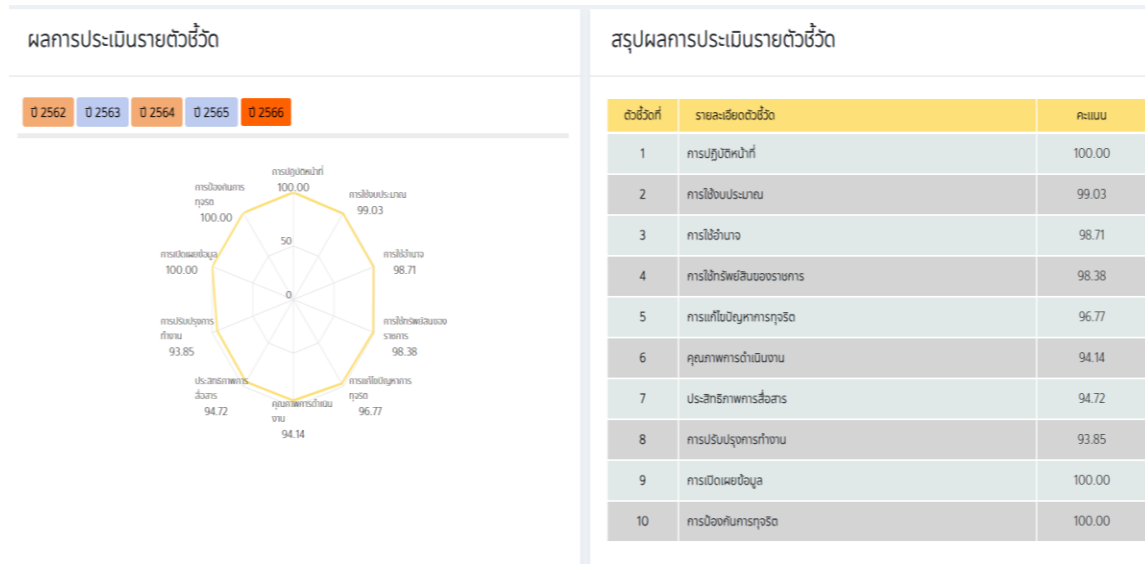 ผลการประเมินรายตัวชี้วัด
ปี 2562 ปี 2563 ปี 2564 ปี 2565 ปี 2566
การปฏิบัติหน้าที่
100.00
การใช้งบประมาณ
99.03
การใช้อำนาจ
98.71
การใช้ทรัพย์สินของ
ราชการ
98.38
การแก้ไขปัญหาการ
ทุจริต
96.77
คุณภาพการดำเนิน
งาน
94.14
ประสิทธิภาพการ
สื่อสาร
94.72
การปรับปรุงการ
ทำงาน
93.85
การเปิดเผยข้อมูล
100.00
การป้องกันการ
ทุจริต
100.00
50
0
สรุปผลการประเมินรายตัวชี้วัด
ตัวชี้วัดที่ รายละเอียดตัวชี้วัด คะแนน
1 การปฏิบัติหน้าที่ 100.00
2 การใช้งบประมาณ 99.03
3 การใช้อำนาจ 98.71
4 การใช้ทรัพย์สินของราชการ 98.38
5 การแก้ไขปัญหาการทุจริต 96.77
6 คุณภาพการดำเนินงาน 94.14
7 ประสิทธิภาพการสื่อสาร 94.72
8 การปรับปรุงการทำงาน 93.85
9 การเปิดเผยข้อมูล 100.00
10 การป้องกันการทุจริต 100.00